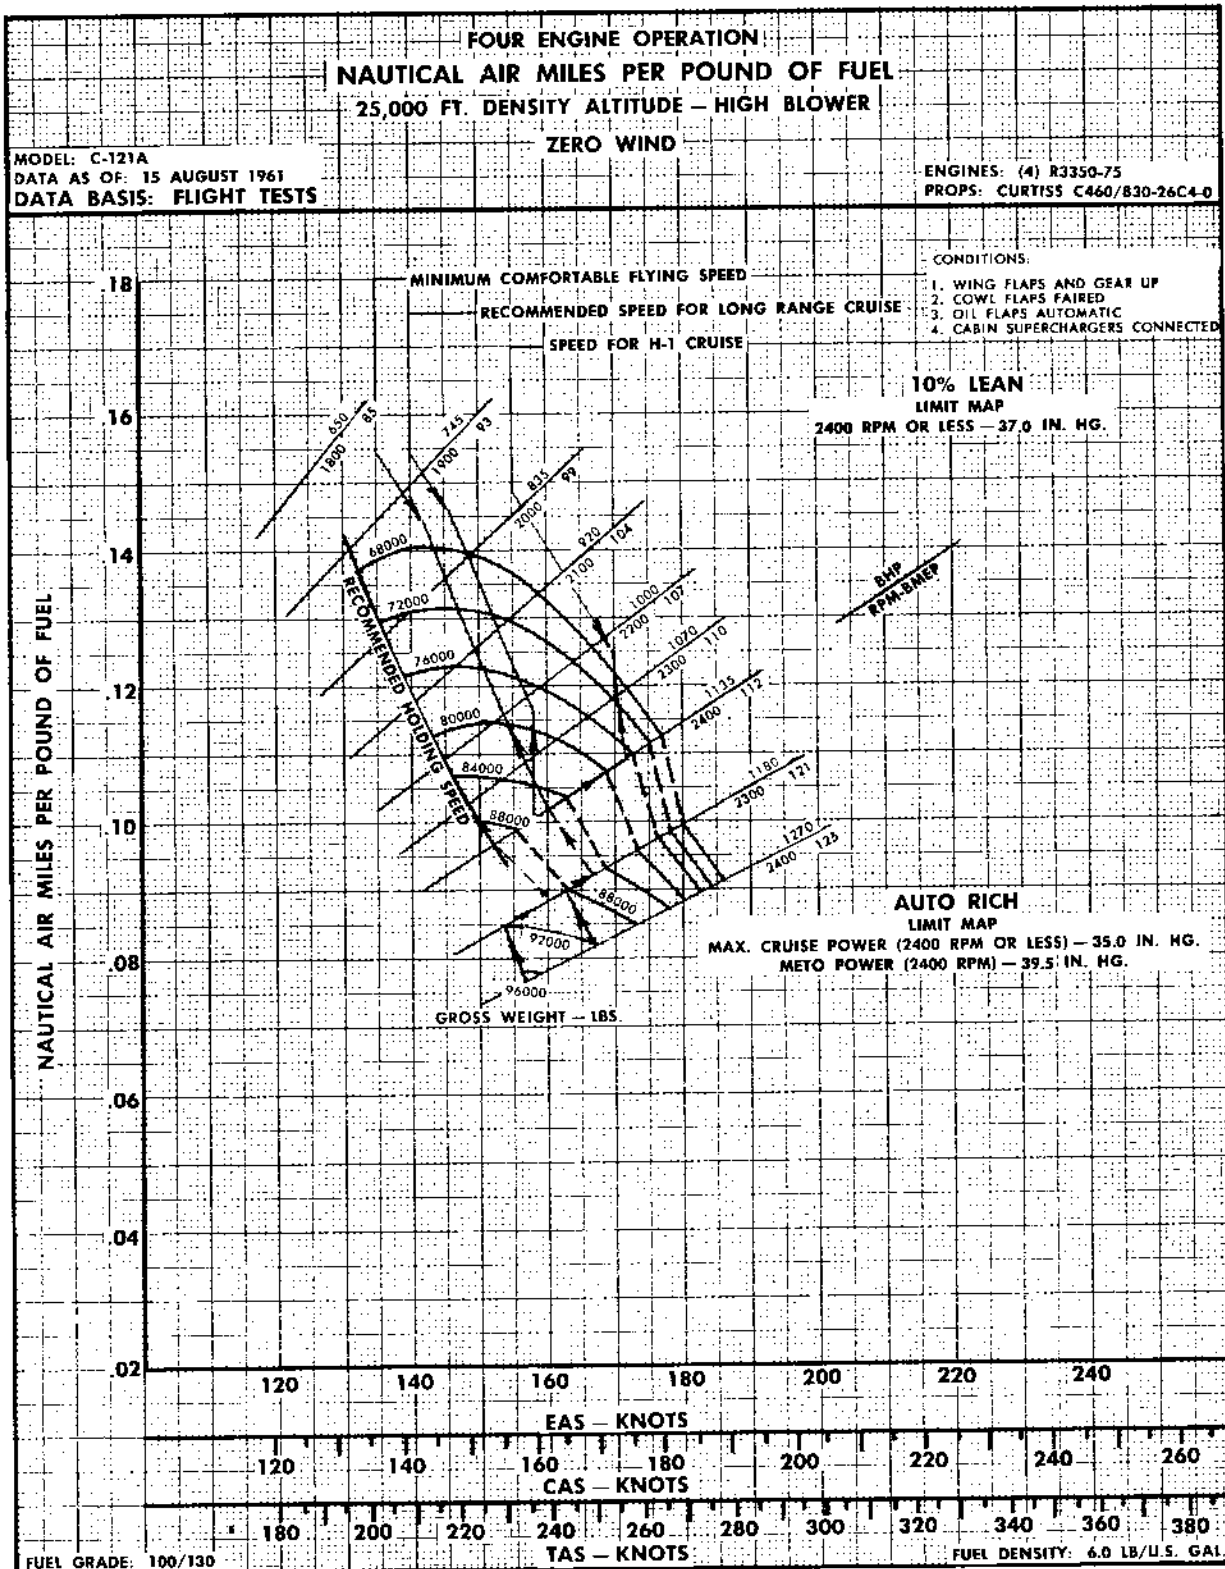 FOUR ENGINE OPERATION
NAUTICAL AIR MILES PER POUND OF FUEL
25,000 FT. DENSITY ALTITUDE — HIGH BLOWER
ZERO WIND
MODEL: C-121A
DATA AS OF: 15 AUGUST 1961
DATA BASIS: FLIGHT TESTS
ENGINES: (4) R3350-75
PROPS: CURTISS C460/830-26C4-0
CONDITIONS:
1. WING FLAPS AND GEAR UP
2. COWL FLAPS FAIRED
3. OIL FLAPS AUTOMATIC
4. CABIN SUPERCHARGERS CONNECTED
MINIMUM COMFORTABLE FLYING SPEED
RECOMMENDED SPEED FOR LONG RANGE CRUISE
SPEED FOR H-1 CRUISE
10% LEAN
LIMIT MAP
2400 RPM OR LESS — 37.0 IN. HG.
650
1800 85
745
1900 93
835
2000 99
920
2100 104
1000
2200 107
1070
2300 110
1135
2400 112
1180
2300 121
1270
2400 125
BHP
RPM-BMEP
68000
72000
76000
80000
84000
88000
88000
92000
96000
RECOMMENDED HOLDING SPEED
GROSS WEIGHT — LBS.
AUTO RICH
LIMIT MAP
MAX. CRUISE POWER (2400 RPM OR LESS) — 35.0 IN. HG.
METO POWER (2400 RPM) — 39.5 IN. HG.
NAUTICAL AIR MILES PER POUND OF FUEL
.18
.16
.14
.12
.10
.08
.06
.04
.02
120 140 160 180 200 220 240
EAS — KNOTS
120 140 160 180 200 220 240 260
CAS — KNOTS
180 200 220 240 260 280 300 320 340 360 380
TAS — KNOTS
FUEL GRADE: 100/130
FUEL DENSITY: 6.0 LB/U.S. GAL.